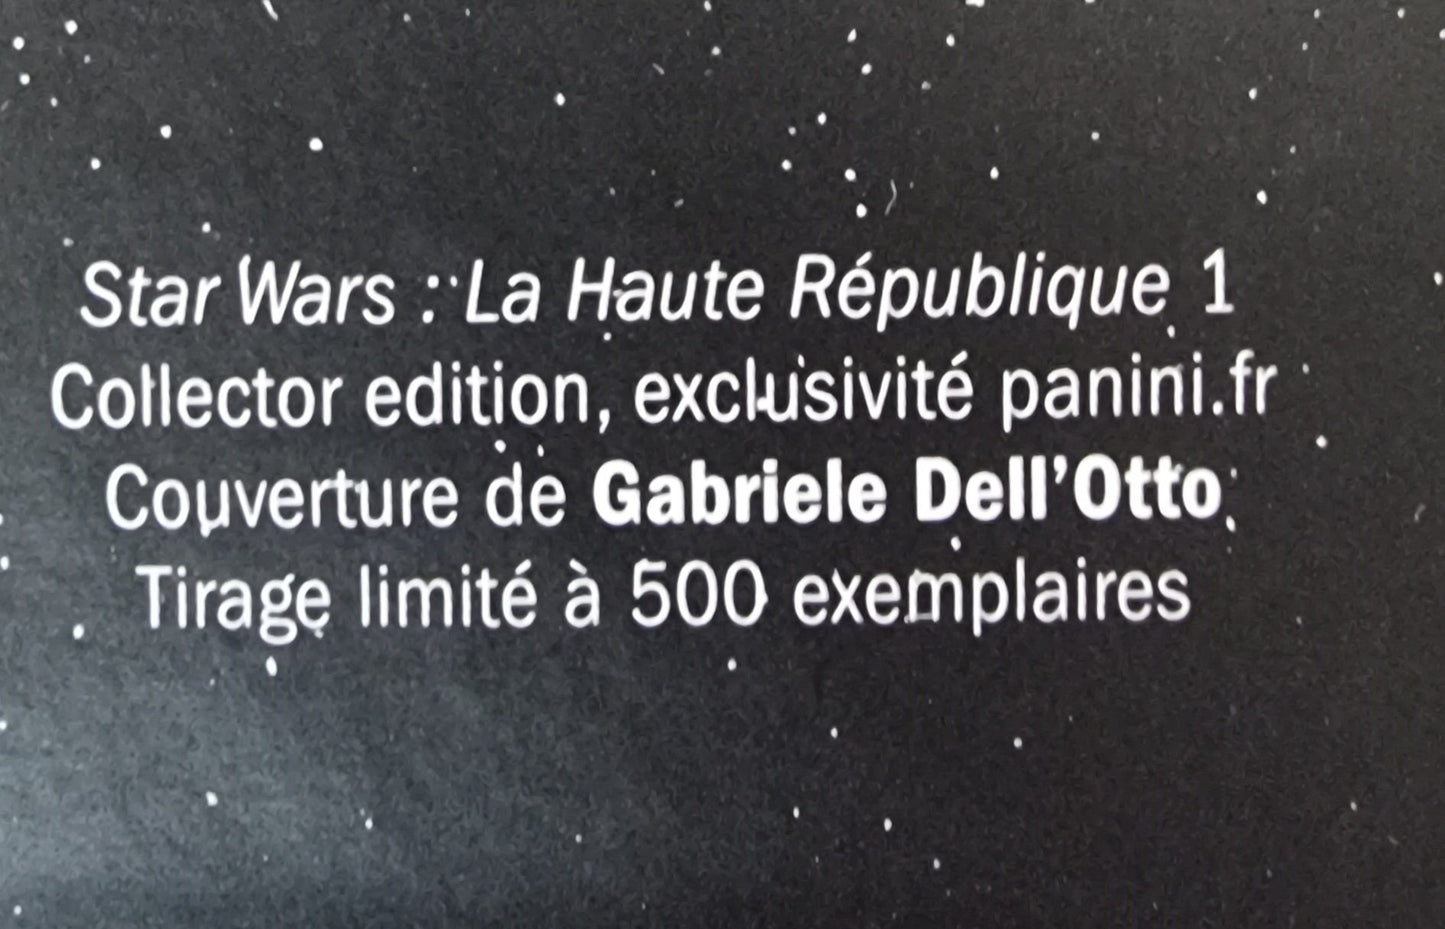 Star Wars : La Haute République 1
Collector edition, exclusivité panini.fr
Couverture de Gabriele Dell'Otto
Tirage limité à 500 exemplaires